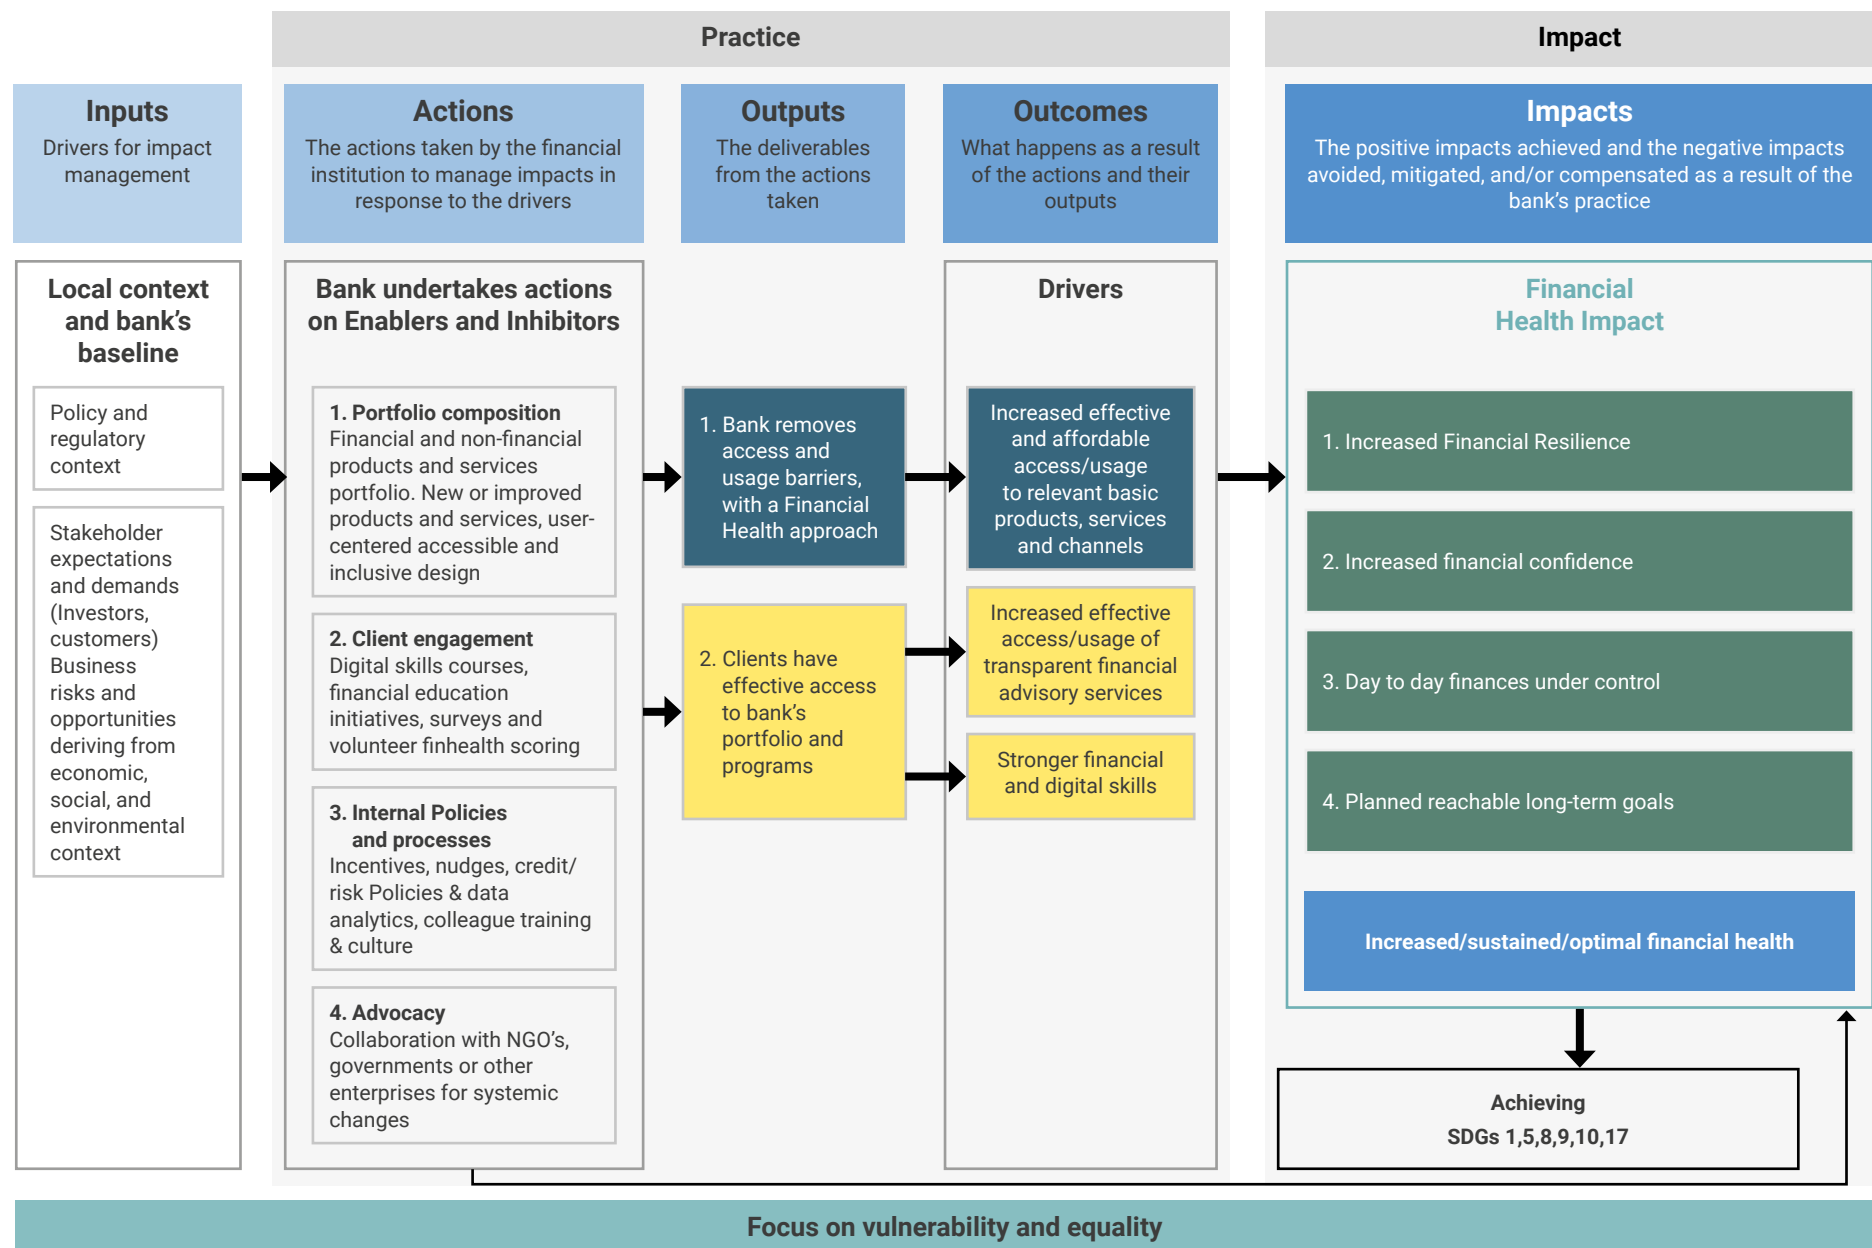 Practice
Impact
Inputs
Drivers for impact
management
Actions
The actions taken by the financial
institution to manage impacts in
response to the drivers
Outputs
The deliverables
from the actions
taken
Outcomes
What happens as a result
of the actions and their
outputs
Impacts
The positive impacts achieved and the negative impacts
avoided, mitigated, and/or compensated as a result of the
bank’s practice
Local context
and bank’s
baseline
Policy and
regulatory
context
Stakeholder
expectations
and demands
(Investors,
customers)
Business
risks and
opportunities
deriving from
economic,
social, and
environmental
context
Bank undertakes actions
on Enablers and Inhibitors
1. Portfolio composition
Financial and non-financial
products and services
portfolio. New or improved
products and services, user-
centered accessible and
inclusive design
2. Client engagement
Digital skills courses,
financial education
initiatives, surveys and
volunteer finhealth scoring
3. Internal Policies
and processes
Incentives, nudges, credit/
risk Policies & data
analytics, colleague training
& culture
4. Advocacy
Collaboration with NGO’s,
governments or other
enterprises for systemic
changes
1. Bank removes
access and
usage barriers,
with a Financial
Health approach
2. Clients have
effective access
to bank’s
portfolio and
programs
Drivers
Increased effective
and affordable
access/usage
to relevant basic
products, services
and channels
Increased effective
access/usage of
transparent financial
advisory services
Stronger financial
and digital skills
Financial
Health Impact
1. Increased Financial Resilience
2. Increased financial confidence
3. Day to day finances under control
4. Planned reachable long-term goals
Increased/sustained/optimal financial health
Achieving
SDGs 1,5,8,9,10,17
Focus on vulnerability and equality